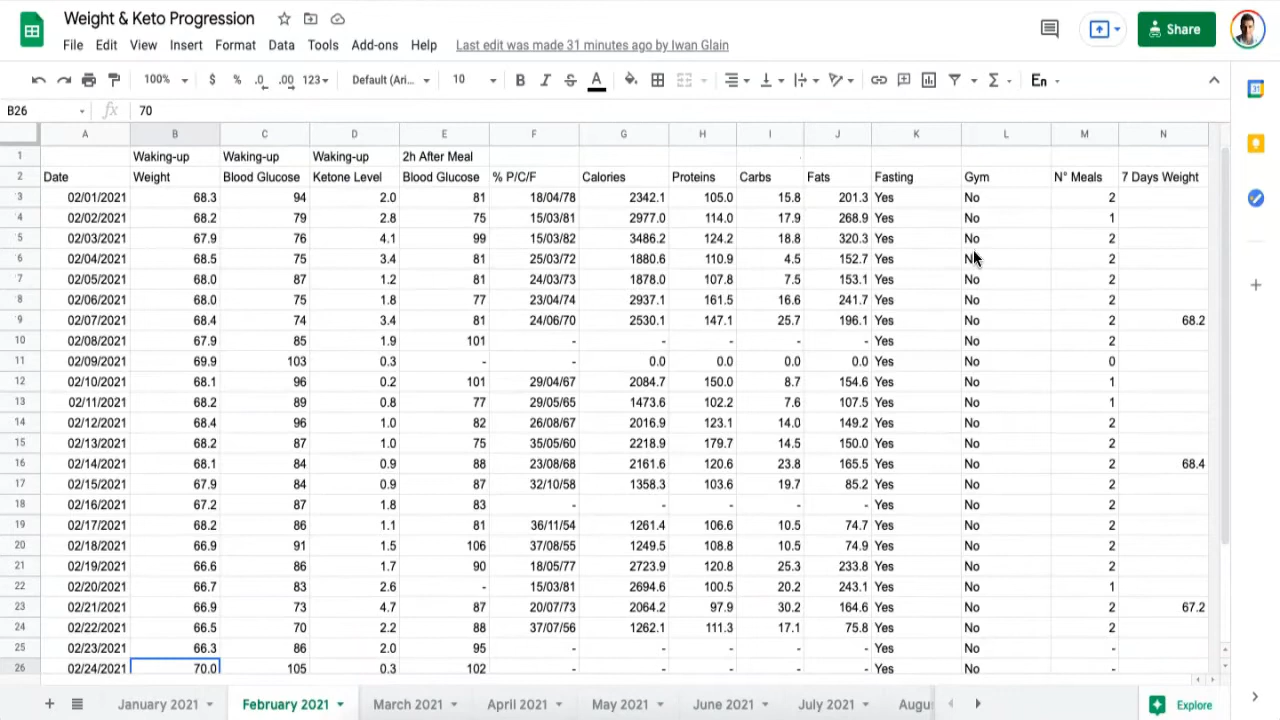 Weight & Keto Progression
File Edit View Insert Format Data Tools Add-ons Help Last edit was made 31 minutes ago by Iwan Glain
Share
100% $ % .0 .00 123 Default (Ari... 10 B I S A Σ En
B26 fx 70
A B C D E F G H I J K L M N
1 Waking-up Waking-up Waking-up 2h After Meal
2 Date Weight Blood Glucose Ketone Level Blood Glucose % P/C/F Calories Proteins Carbs Fats Fasting Gym N° Meals 7 Days Weight
3 02/01/2021 68.3 94 2.0 81 18/04/78 2342.1 105.0 15.8 201.3 Yes No 2
4 02/02/2021 68.2 79 2.8 75 15/03/81 2977.0 114.0 17.9 268.9 Yes No 1
5 02/03/2021 67.9 76 4.1 99 15/03/82 3486.2 124.2 18.8 320.3 Yes No 2
6 02/04/2021 68.5 75 3.4 81 25/03/72 1880.6 110.9 4.5 152.7 Yes No 2
7 02/05/2021 68.0 87 1.2 81 24/03/73 1878.0 107.8 7.5 153.1 Yes No 2
8 02/06/2021 68.0 75 1.8 77 23/04/74 2937.1 161.5 16.6 241.7 Yes No 2
9 02/07/2021 68.4 74 3.4 81 24/06/70 2530.1 147.1 25.7 196.1 Yes No 2 68.2
10 02/08/2021 67.9 85 1.9 101 - - - - - Yes No 2
11 02/09/2021 69.9 103 0.3 - - 0.0 0.0 0.0 0.0 Yes No 0
12 02/10/2021 68.1 96 0.2 101 29/04/67 2084.7 150.0 8.7 154.6 Yes No 1
13 02/11/2021 68.2 89 0.8 77 29/05/65 1473.6 102.2 7.6 107.5 Yes No 1
14 02/12/2021 68.4 96 1.0 82 26/08/67 2016.9 123.1 14.0 149.2 Yes No 2
15 02/13/2021 68.2 87 1.0 75 35/05/60 2218.9 179.7 14.5 150.0 Yes No 2
16 02/14/2021 68.1 84 0.9 88 23/08/68 2161.6 120.6 23.8 165.5 Yes No 2 68.4
17 02/15/2021 67.9 84 0.9 87 32/10/58 1358.3 103.6 19.7 85.2 Yes No 2
18 02/16/2021 67.2 87 1.8 83 - - - - - Yes No 2
19 02/17/2021 68.2 86 1.1 81 36/11/54 1261.4 106.6 10.5 74.7 Yes No 2
20 02/18/2021 66.9 91 1.5 106 37/08/55 1249.5 108.8 10.5 74.9 Yes No 2
21 02/19/2021 66.6 86 1.7 90 18/05/77 2723.9 120.8 25.3 233.8 Yes No 2
22 02/20/2021 66.7 83 2.6 - 15/03/81 2694.6 100.5 20.2 243.1 Yes No 1
23 02/21/2021 66.9 73 4.7 87 20/07/73 2064.2 97.9 30.2 164.6 Yes No 2 67.2
24 02/22/2021 66.5 70 2.2 88 37/07/56 1262.1 111.3 17.1 75.8 Yes No 2
25 02/23/2021 66.3 86 2.0 95 - - - - - Yes No -
26 02/24/2021 70.0 105 0.3 102 - - - - - Yes No -
January 2021 February 2021 March 2021 April 2021 May 2021 June 2021 July 2021 Augu Explore
31